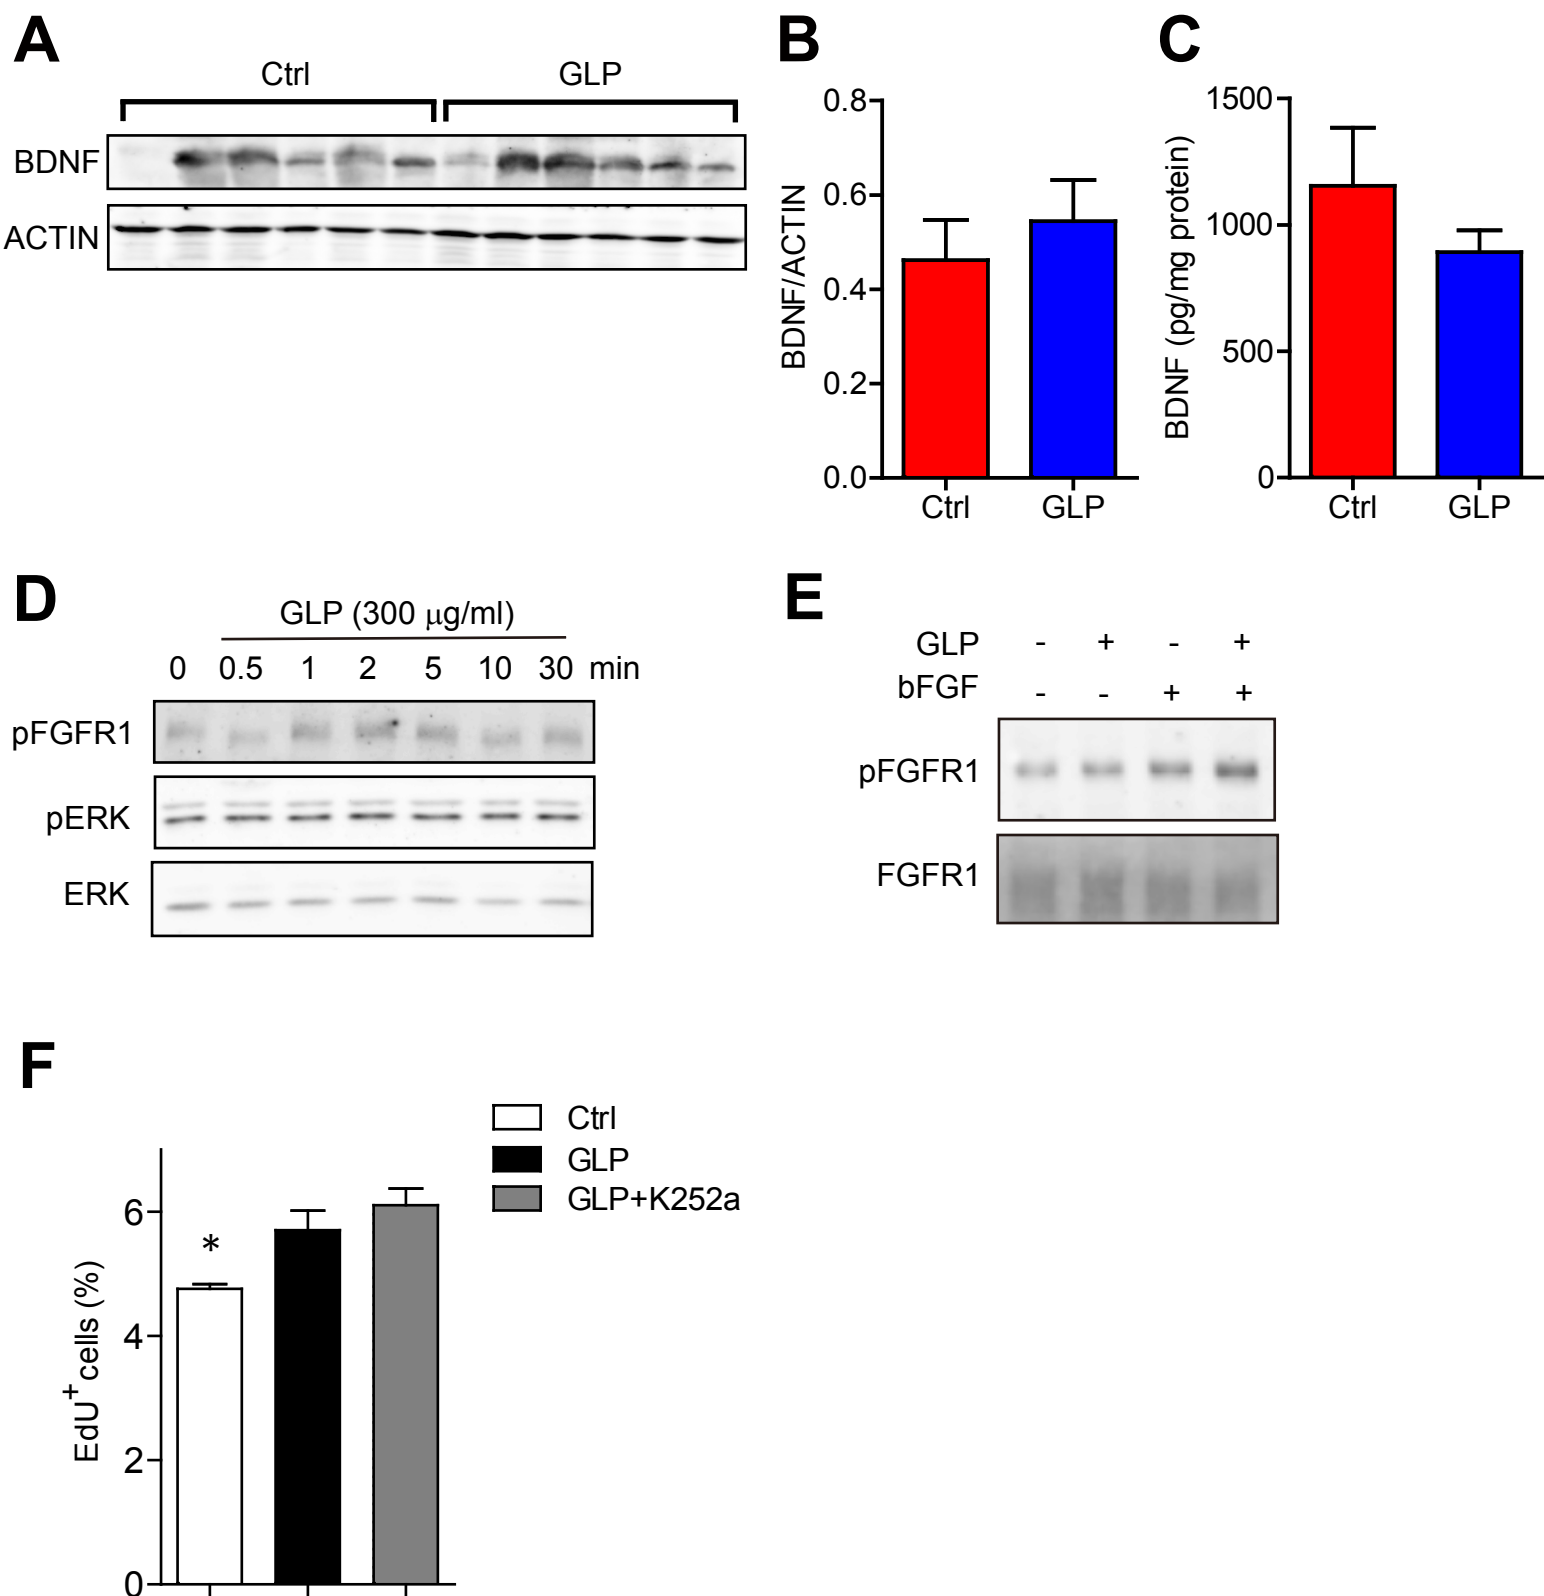 A
Ctrl GLP
BDNF
ACTIN
B
0.8
0.6
0.4
0.2
0.0
BDNF/ACTIN
Ctrl GLP
C
1500
1000
500
0
BDNF (pg/mg protein)
Ctrl GLP
D
GLP (300 μg/ml)
0 0.5 1 2 5 10 30 min
pFGFR1
pERK
ERK
E
GLP - + - +
bFGF - - + +
pFGFR1
FGFR1
F
Ctrl
GLP
GLP+K252a
6
4
2
0
*
EdU+ cells (%)